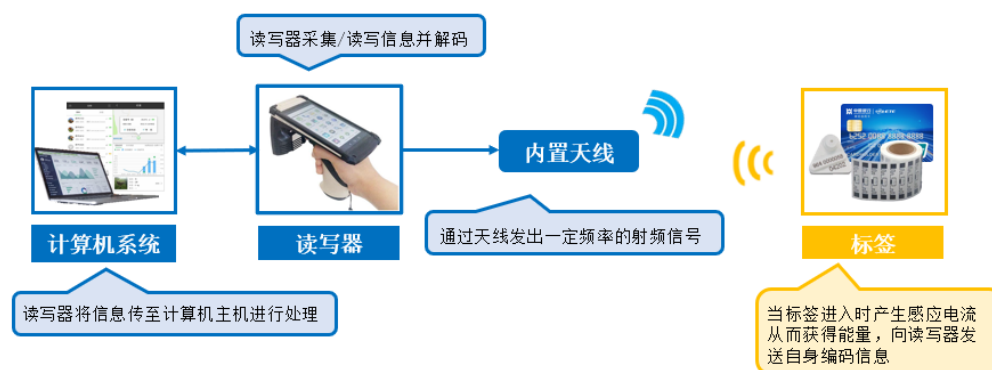 读写器采集/读写信息并解码
内置天线
计算机系统
读写器
通过天线发出一定频率的射频信号
标签
读写器将信息传至计算机主机进行处理
当标签进入时产生感应电流
从而获得能量，向读写器发
送自身编码信息